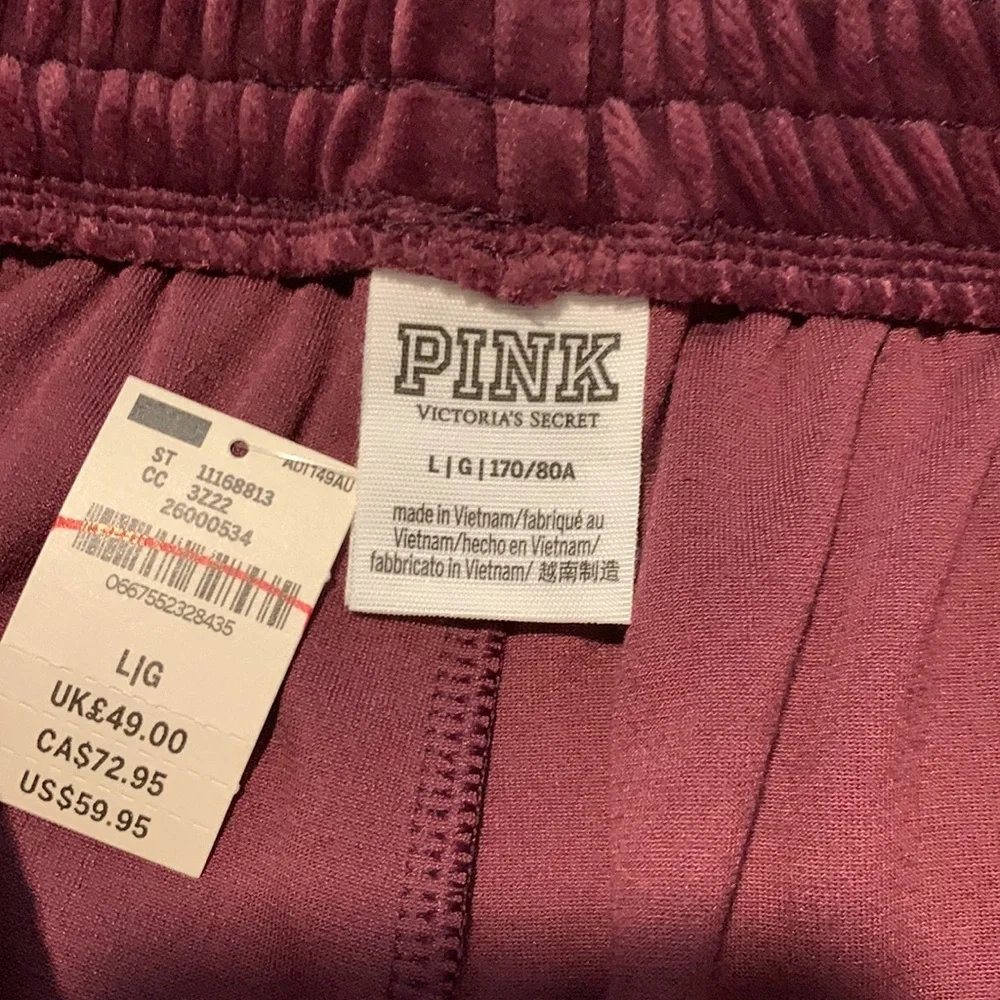 PINK
VICTORIA'S SECRET
L|G|170/80A
made in Vietnam/fabriqué au
Vietnam/hecho en Vietnam/
fabbricato in Vietnam/ 越南制造
ST 11168813
CC 3Z22
26000534
0667552328435
L|G
UK£49.00
CA$72.95
US$59.95